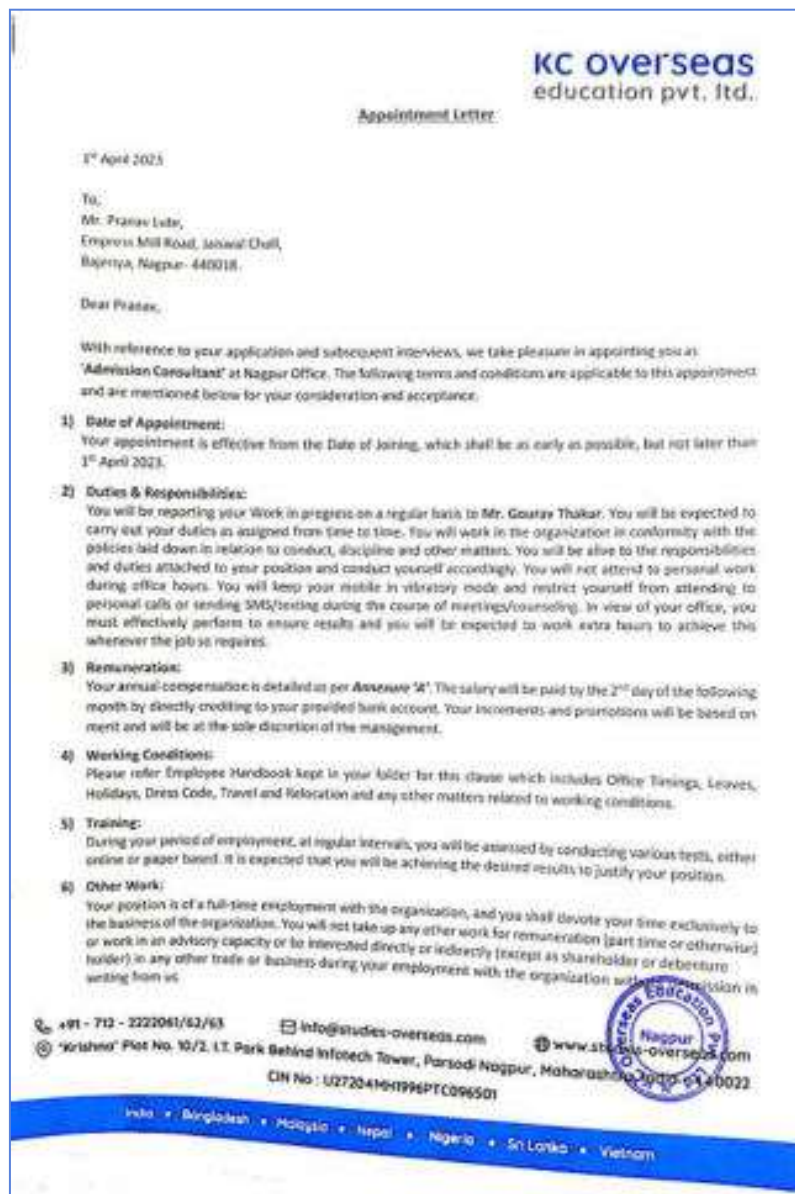 KC overseas
education pvt. ltd.
Appointment Letter
1st April 2023
To,
Mr. Pranav
Empress Mill Road, Jaiswal
Nagpur- 440018.
Dear Pranav,
With reference to your application and subsequent interviews, we take pleasure in appointing you as
'Admission Consultant' at Nagpur Office. The following terms and conditions are applicable to this appointment
and are mentioned below for your consideration and acceptance.
1) Date of Appointment:
Your appointment is effective from the Date of Joining, which shall be as early as possible, but not later than
1st April 2023.
2) Duties & Responsibilities:
You will be reporting your Work in progress on a regular basis to Mr. Gourav Thakur. You will be expected to
carry out your duties as assigned from time to time. You will work in the organization in conformity with the
policies laid down in relation to conduct, discipline and other matters. You will be alive to the responsibilities
and duties attached to your position and conduct yourself accordingly. You will not attend to personal work
during office hours. You will keep your mobile in vibratory mode and restrict yourself from attending to
personal calls or sending SMS/texting during the course of meetings/counseling. In view of your office, you
must effectively perform to ensure results and you will be expected to work extra hours to achieve this
whenever the job so requires.
3) Remuneration:
Your annual compensation is detailed as per Annexure 'A'. The salary will be paid by the 2nd day of the following
month by directly crediting to your provided bank account. Your increments and promotions will be based on
merit and will be at the sole discretion of the management.
4) Working Conditions:
Please refer Employee Handbook kept in your folder for this clause which includes Office Timings, Leaves,
Holidays, Dress Code, Travel and Relocation and any other matters related to working conditions.
5) Training:
During your period of employment, at regular intervals, you will be assessed by conducting various tests, either
online or paper based. It is expected that you will be achieving the desired results to justify your position.
6) Other Work:
Your position is of a full-time employment with the organization, and you shall devote your time exclusively to
the business of the organization. You will not take up any other work for remuneration (part time or otherwise)
or work in an advisory capacity or be interested directly or indirectly (except as shareholder or debenture
holder) in any other trade or business during your employment with the organization in
writing from us
Overseas Education Pvt. Ltd.
Nagpur
+91 - 712 - 2222061/62/63 info@studies-overseas.com www.studies-overseas.com
"Krishna" Plot No. 10/2, I.T. Park Behind Infotech Tower, Parsodi Nagpur, Maharashtra, India - 440022
CIN No : U27204MH1996PTC096501
India • Bangladesh • Malaysia • Nepal • Nigeria • Sri Lanka • Vietnam